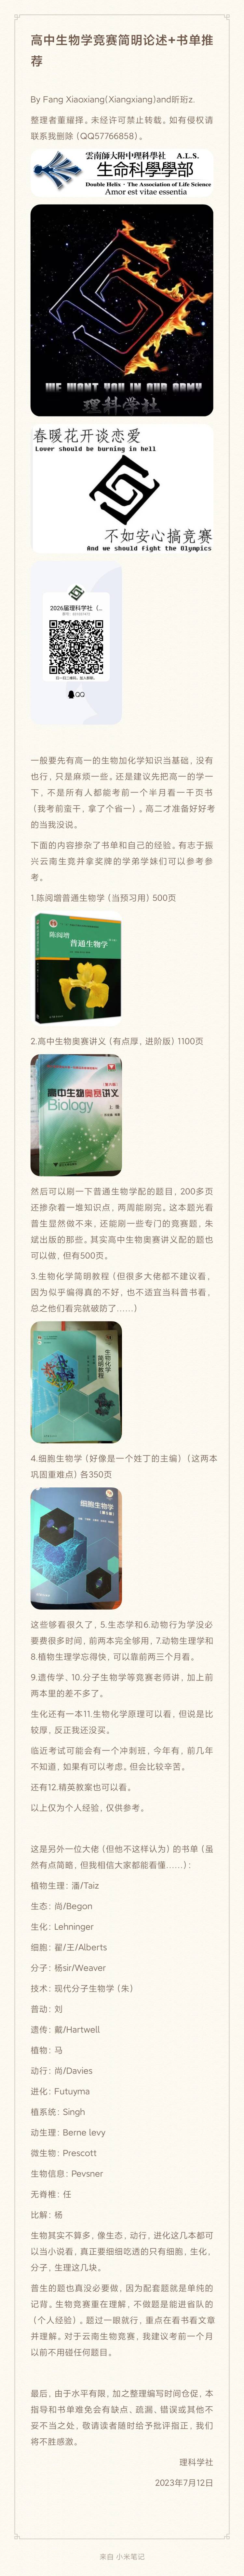 高中生物学竞赛简明论述+书单推
荐
By Fang Xiaoxiang(Xiangxiang)and昕珩z.
整理者董耀择。未经许可禁止转载。如有侵权请
联系我删除（QQ57766858）。
雲南師大附中理科學社 A.L.S.
生命科學學部
Double Helix · The Association of Life Science
Amor est vitae essentia
WE WANT YOU IN OUR ARMY
理科学社
春暖花开谈恋爱
Lover should be burning in hell
不如安心搞竞赛
And we should fight the Olympics
2026届理科学社（...
扫一扫二维码，加入群聊。
QQ
一般要先有高一的生物加化学知识当基础，没有
也行，只是麻烦一些。还是建议先把高一的学一
下，不是所有人都能考前一个半月看一千页书
（我考前蛮干，拿了个省一）。高二才准备好好考
的当我没说。
下面的内容掺杂了书单和自己的经验。有志于振
兴云南生竞并拿奖牌的学弟学妹们可以参考参
考。
1.陈阅增普通生物学（当预习用）500页
陈阅增
普通生物学
2.高中生物奥赛讲义（有点厚，进阶版）1100页
高中生物奥赛讲义
Biology
上册
然后可以刷一下普通生物学配的题目，200多页
还掺杂着一堆知识点，两周能刷完。这本题光看
普生显然做不来，还能刷一些专门的竞赛题，朱
斌出版的那些。其实高中生物奥赛讲义配的题也
可以做，但有500页。
3.生物化学简明教程（但很多大佬都不建议看，
因为似乎编得真的不好，也不适宜当科普书看，
总之他们看完就破防了……）
生物化学
简明教程
4.细胞生物学（好像是一个姓丁的主编）（这两本
巩固重难点）各350页
细胞生物学
这些够看很久了，5.生态学和6.动物行为学没必
要费很多时间，前两本完全够用，7.动物生理学和
8.植物生理学忘得快，可以靠前两三个月看。
9.遗传学、10.分子生物学等竞赛老师讲，加上前
两本里的差不多了。
生化还有一本11.生物化学原理可以看，但说是比
较厚，反正我还没买。
临近考试可能会有一个冲刺班，今年有，前几年
不知道，如果有可以考虑。但会比较辛苦。
还有12.精英教案也可以看。
以上仅为个人经验，仅供参考。
这是另外一位大佬（但他不这样认为）的书单（虽
然有点简略，但我相信大家都能看懂……）：
植物生理：潘/Taiz
生态：尚/Begon
生化：Lehninger
细胞：翟/王/Alberts
分子：杨sir/Weaver
技术：现代分子生物学（朱）
普动：刘
遗传：戴/Hartwell
植物：马
动行：尚/Davies
进化：Futuyma
植系统：Singh
动生理：Berne levy
微生物：Prescott
生物信息：Pevsner
无脊椎：任
比解：杨
生物其实不算多，像生态，动行，进化这几本都可
以当小说看，真正要细细吃透的只有细胞，生化，
分子，生理这几块。
普生的题也真没必要做，因为配套题就是单纯的
记背。生物竞赛重在理解，不做题是能进省队的
（个人经验）。题过一眼就行，重点在看书看文章
并理解。对于云南生物竞赛，我建议考前一个月
以前不用碰任何题目。
最后，由于水平有限，加之整理编写时间仓促，本
指导和书单难免会有缺点、疏漏、错误或其他不
妥不当之处，敬请读者随时给予批评指正，我们
将不胜感激。
理科学社
2023年7月12日
来自 小米笔记